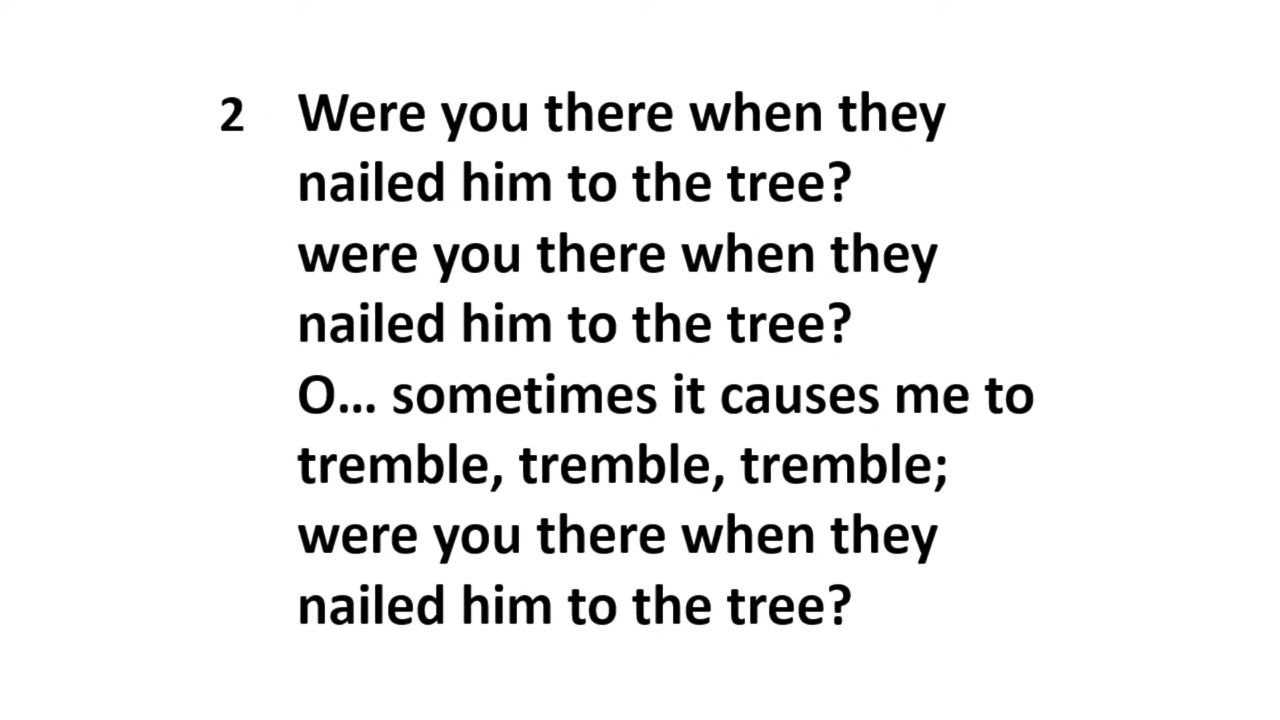 2 Were you there when they
nailed him to the tree?
were you there when they
nailed him to the tree?
O... sometimes it causes me to
tremble, tremble, tremble;
were you there when they
nailed him to the tree?